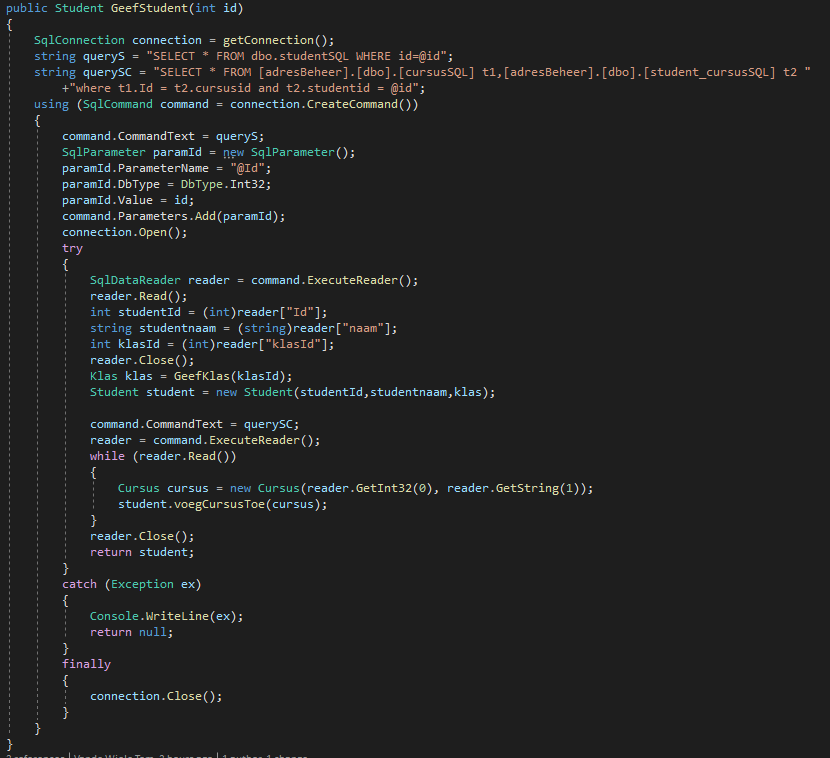 public Student GeefStudent(int id)
{
SqlConnection connection = getConnection();
string queryS = "SELECT * FROM dbo.studentSQL WHERE id=@id";
string querySC = "SELECT * FROM [adresBeheer].[dbo].[cursusSQL] t1,[adresBeheer].[dbo].[student_cursusSQL] t2 "
+"where t1.Id = t2.cursusid and t2.studentid = @id";
using (SqlCommand command = connection.CreateCommand())
{
command.CommandText = queryS;
SqlParameter paramId = new SqlParameter();
paramId.ParameterName = "@Id";
paramId.DbType = DbType.Int32;
paramId.Value = id;
command.Parameters.Add(paramId);
connection.Open();
try
{
SqlDataReader reader = command.ExecuteReader();
reader.Read();
int studentId = (int)reader["Id"];
string studentnaam = (string)reader["naam"];
int klasId = (int)reader["klasId"];
reader.Close();
Klas klas = GeefKlas(klasId);
Student student = new Student(studentId,studentnaam,klas);
command.CommandText = querySC;
reader = command.ExecuteReader();
while (reader.Read())
{
Cursus cursus = new Cursus(reader.GetInt32(0), reader.GetString(1));
student.voegCursusToe(cursus);
}
reader.Close();
return student;
}
catch (Exception ex)
{
Console.WriteLine(ex);
return null;
}
finally
{
connection.Close();
}
}
}